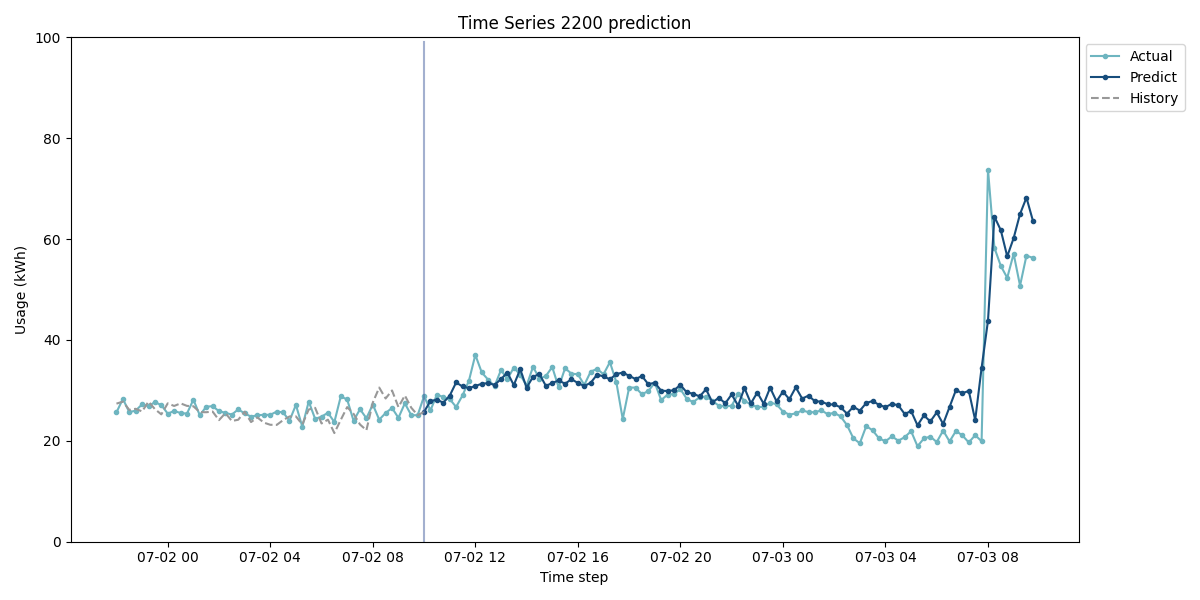 Time Series 2200 prediction
100
80
60
40
20
0
Usage (kWh)
07-02 00
07-02 04
07-02 08
07-02 12
07-02 16
07-02 20
07-03 00
07-03 04
07-03 08
Time step
Actual
Predict
History